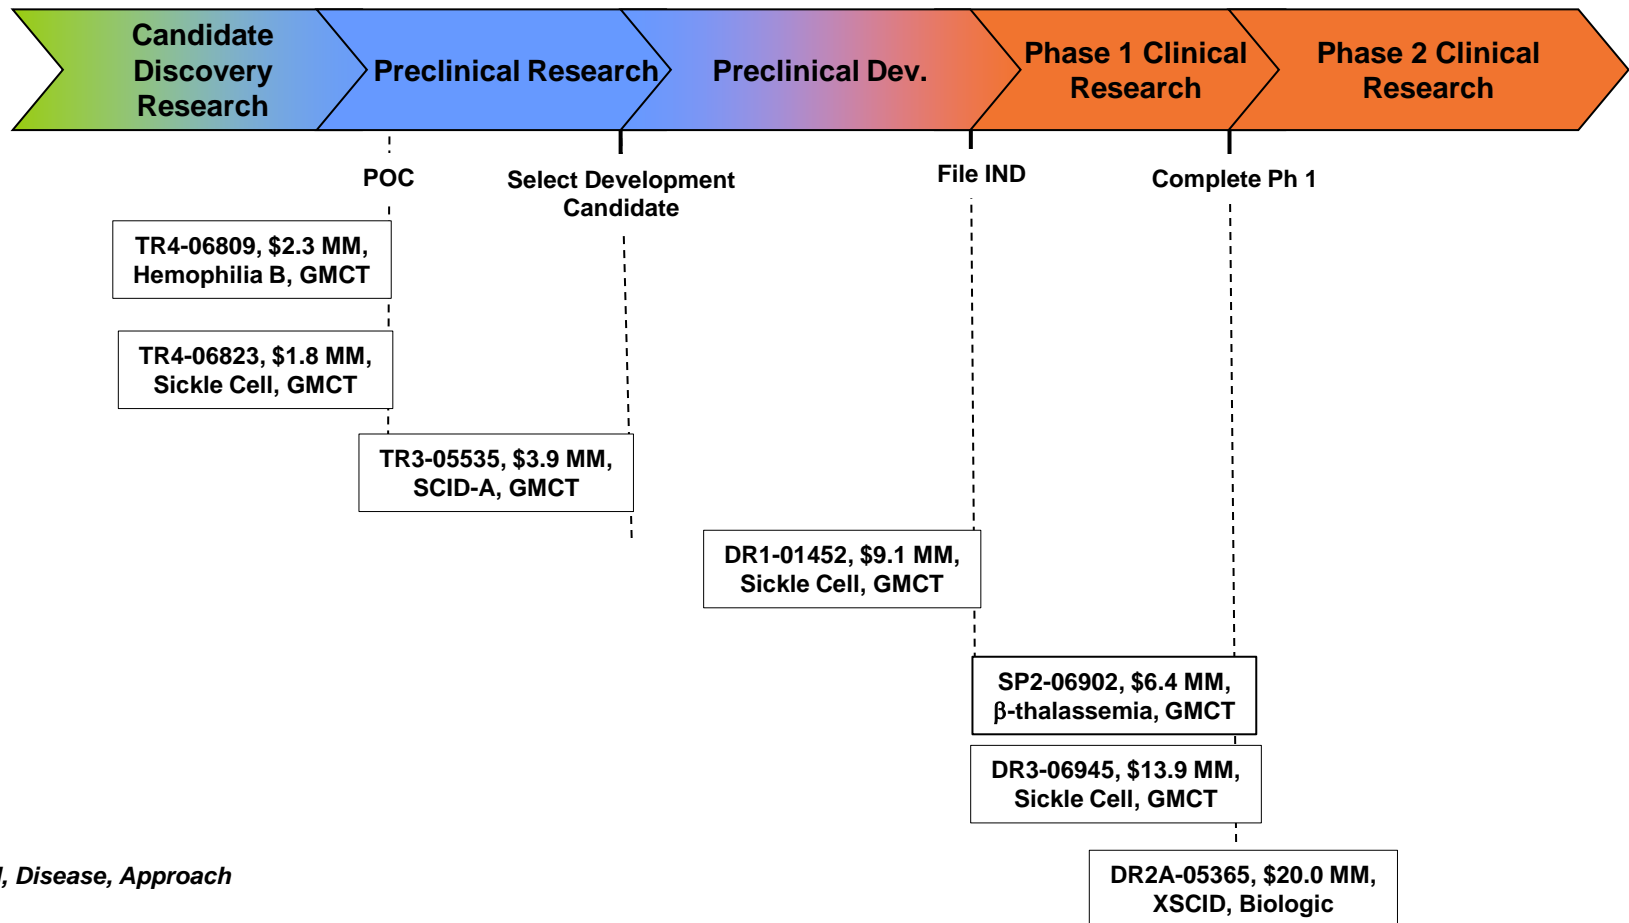 Candidate
Discovery
Research
Preclinical Research
Preclinical Dev.
Phase 1 Clinical
Research
Phase 2 Clinical
Research
POC
Select Development
Candidate
File IND
Complete Ph 1
TR4-06809, $2.3 MM,
Hemophilia B, GMCT
TR4-06823, $1.8 MM,
Sickle Cell, GMCT
TR3-05535, $3.9 MM,
SCID-A, GMCT
DR1-01452, $9.1 MM,
Sickle Cell, GMCT
SP2-06902, $6.4 MM,
β-thalassemia, GMCT
DR3-06945, $13.9 MM,
Sickle Cell, GMCT
DR2A-05365, $20.0 MM,
XSCID, Biologic
, Disease, Approach